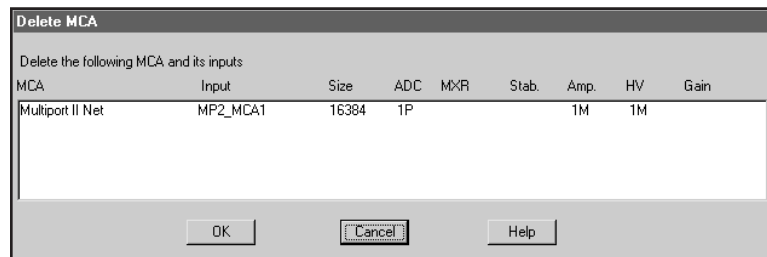 Delete MCA
Delete the following MCA and its inputs
MCA Input Size ADC MXR Stab. Amp. HV Gain
Multiport II Net MP2_MCA1 16384 1P 1M 1M
OK Cancel Help